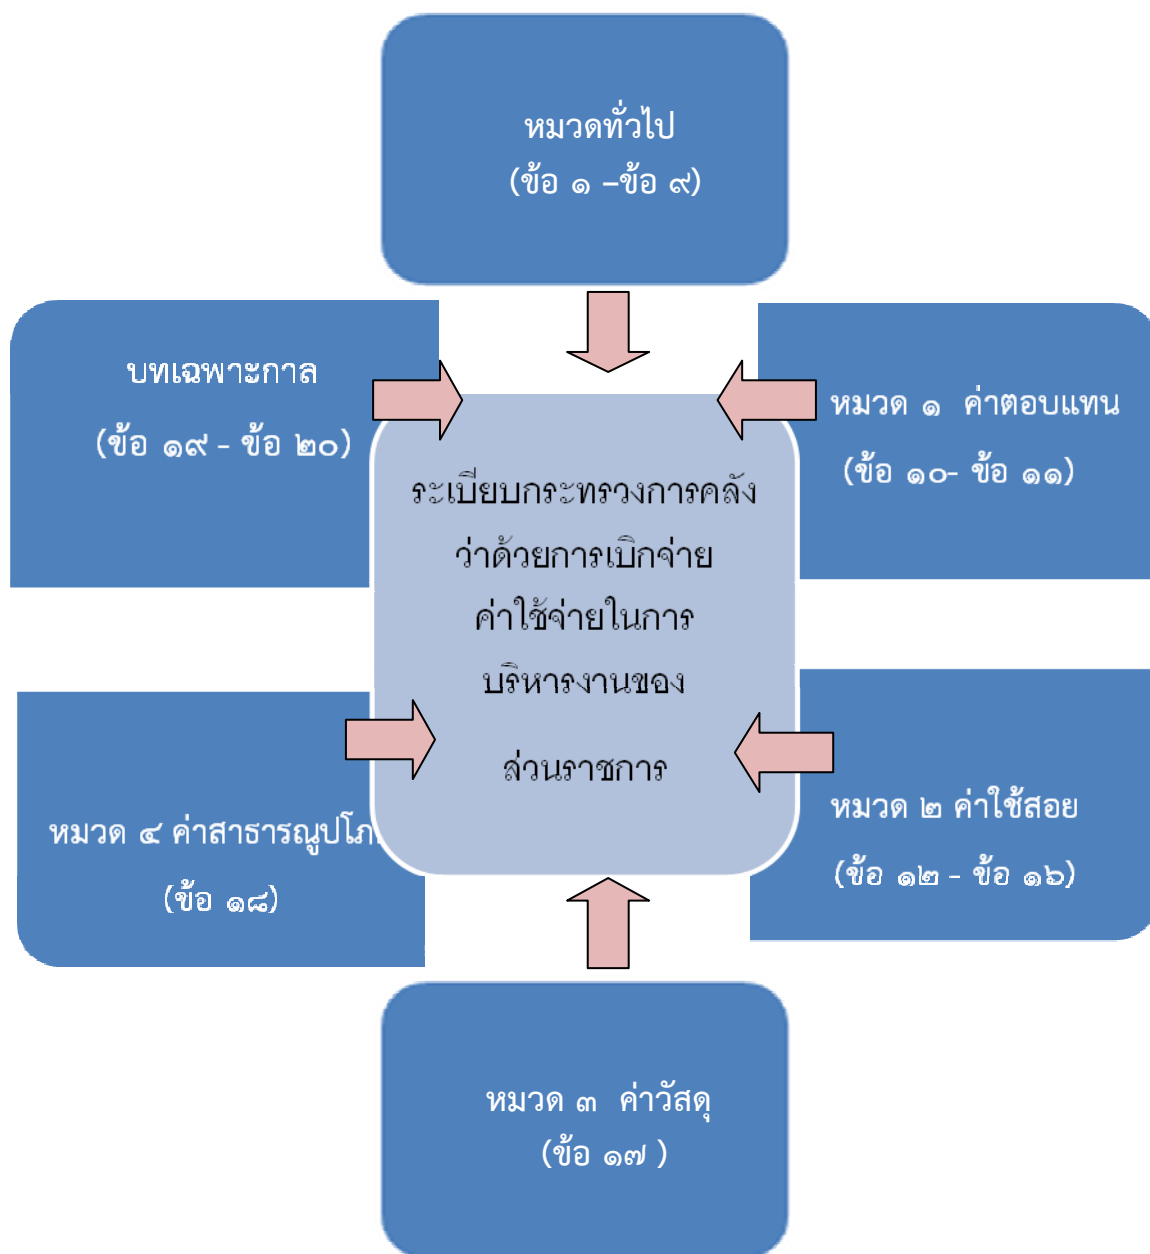 หมวดทั่วไป
(ข้อ ๑ –ข้อ ๙)
บทเฉพาะกาล
(ข้อ ๑๙ - ข้อ ๒๐)
หมวด ๑ ค่าตอบแทน
(ข้อ ๑๐- ข้อ ๑๑)
ระเบียบกระทรวงการคลัง
ว่าด้วยการเบิกจ่าย
ค่าใช้จ่ายในการ
บริหารงานของ
ส่วนราชการ
หมวด ๔ ค่าสาธารณูปโภ
(ข้อ ๑๘)
หมวด ๒ ค่าใช้สอย
(ข้อ ๑๒ - ข้อ ๑๖)
หมวด ๓ ค่าวัสดุ
(ข้อ ๑๗ )